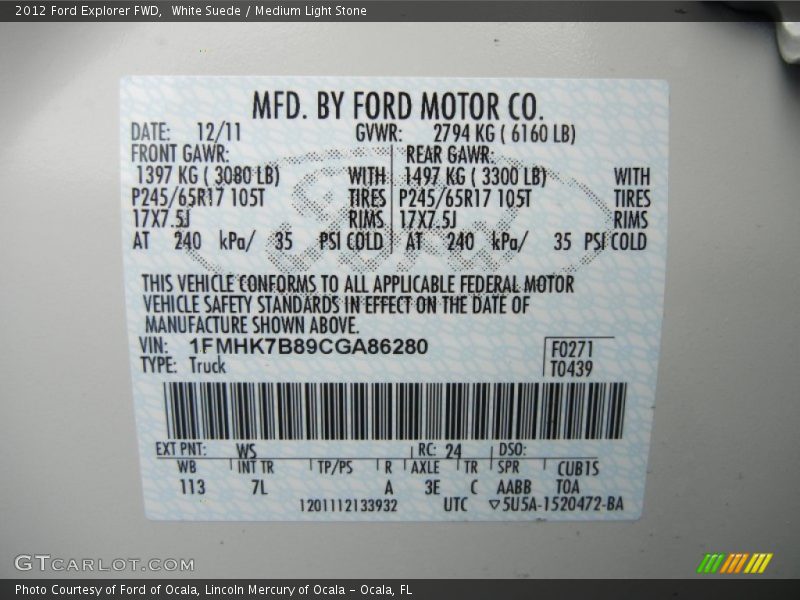 2012 Ford Explorer FWD,  White Suede / Medium Light Stone
MFD. BY FORD MOTOR CO.
DATE: 12/11 GVWR: 2794 KG ( 6160 LB)
FRONT GAWR: REAR GAWR:
1397 KG ( 3080 LB) WITH 1497 KG ( 3300 LB) WITH
P245/65R17 105T TIRES P245/65R17 105T TIRES
17X7.5J RIMS 17X7.5J RIMS
AT 240 kPa/ 35 PSI COLD AT 240 kPa/ 35 PSI COLD
THIS VEHICLE CONFORMS TO ALL APPLICABLE FEDERAL MOTOR
VEHICLE SAFETY STANDARDS IN EFFECT ON THE DATE OF
MANUFACTURE SHOWN ABOVE.
VIN: 1FMHK7B89CGA86280 F0271
TYPE: Truck T0439
EXT PNT: WS RC: 24 DSO:
WB INT TR TP/PS R AXLE TR SPR CUB1S
113 7L A 3E C AABB TOA
1201112133932 UTC ▽5U5A-1520472-BA
GTCARLOT.COM
Photo Courtesy of Ford of Ocala, Lincoln Mercury of Ocala – Ocala, FL